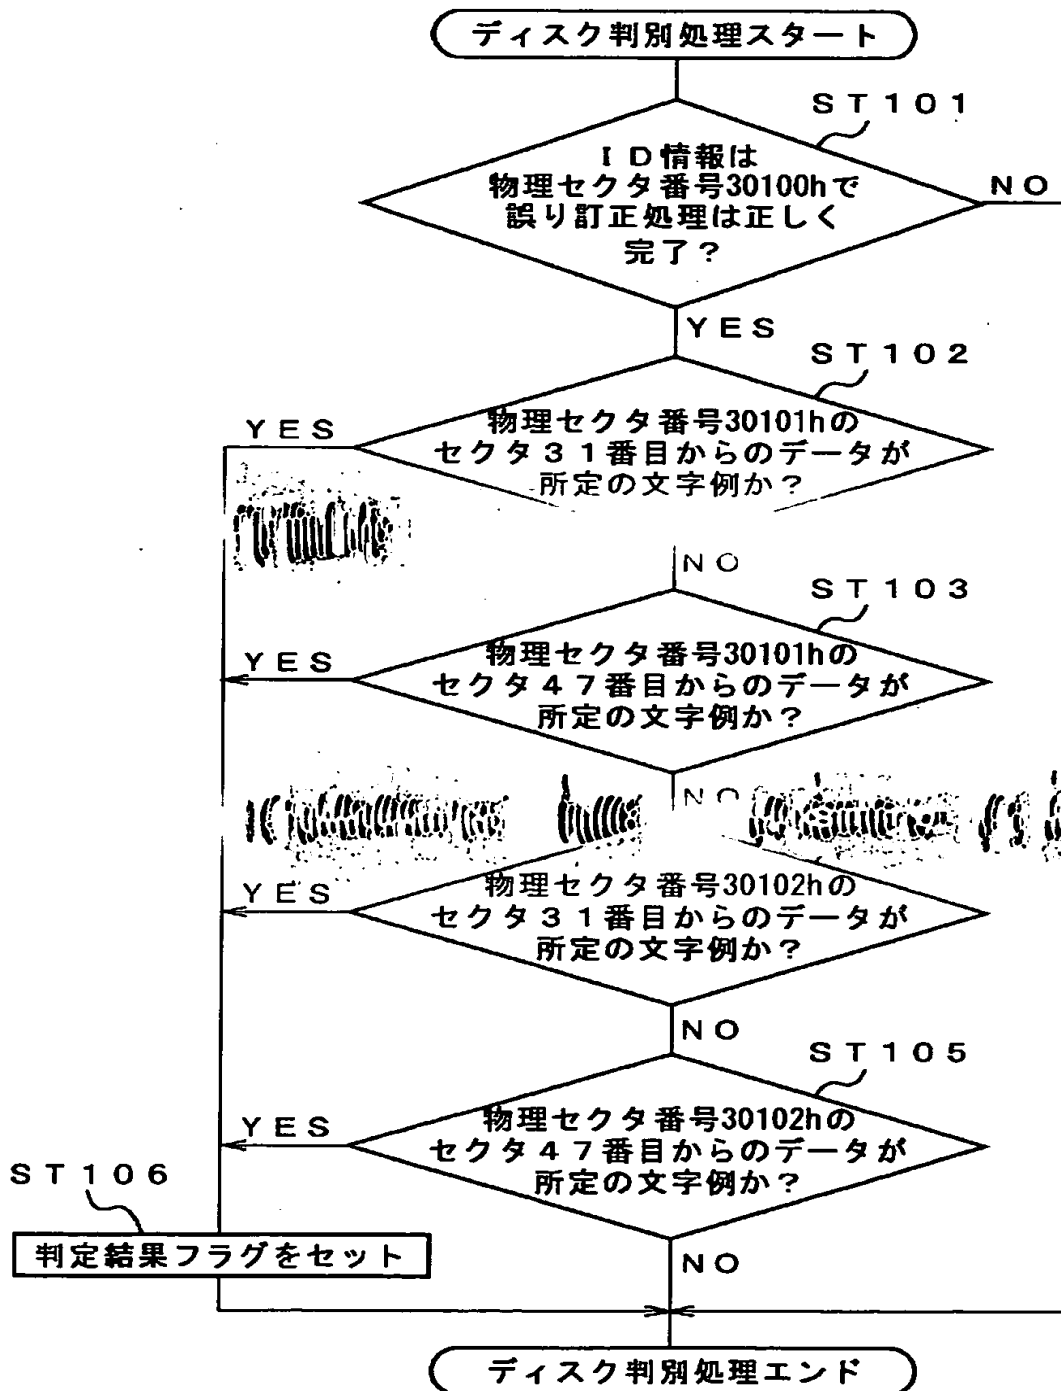 ディスク判別処理スタート
ST101
ID情報は
物理セクタ番号30100hで
誤り訂正処理は正しく
完了?
NO
YES
ST102
物理セクタ番号30101hの
セクタ31番目からのデータが
所定の文字例か?
YES
NO
ST103
物理セクタ番号30101hの
セクタ47番目からのデータが
所定の文字例か?
YES
NO
物理セクタ番号30102hの
セクタ31番目からのデータが
所定の文字例か?
YES
NO
ST105
物理セクタ番号30102hの
セクタ47番目からのデータが
所定の文字例か?
YES
ST106
判定結果フラグをセット
NO
ディスク判別処理エンド